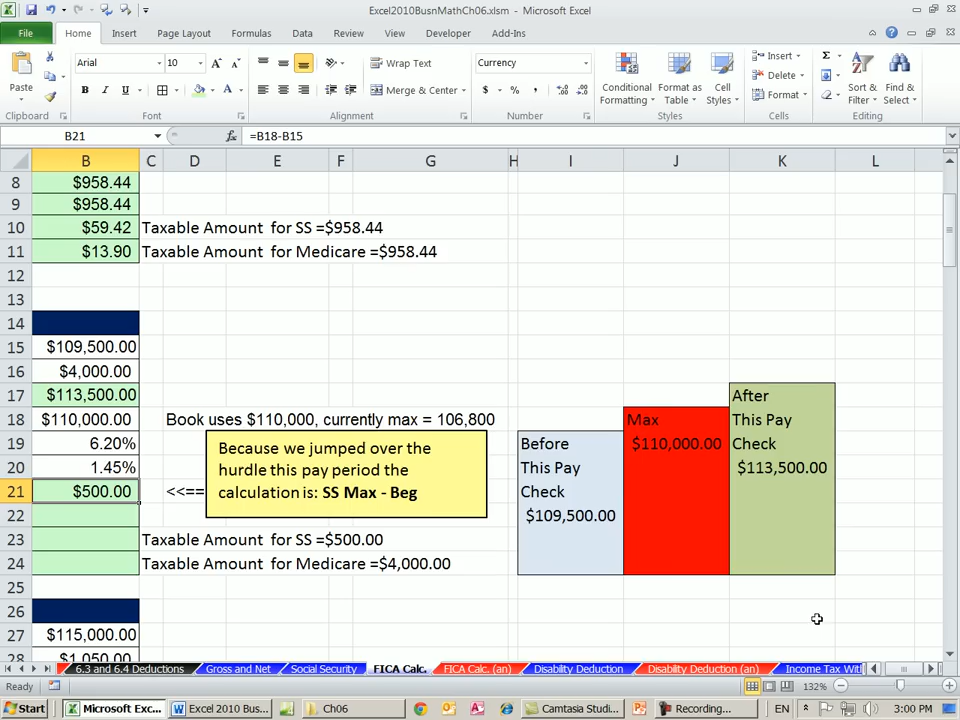 Excel2010BusnMathCh06.xlsm - Microsoft Excel
File Home Insert Page Layout Formulas Data Review View Developer Add-Ins
Paste Arial 10 Wrap Text Currency Conditional Formatting Format as Table Cell Styles Insert Sort & Filter Find & Select
B I U Merge & Center $ % , Delete
Format
Clipboard Font Alignment Number Styles Cells Editing
B21 fx =B18-B15
B C D E F G H I J K L
8 $958.44
9 $958.44
10 $59.42 Taxable Amount for SS =$958.44
11 $13.90 Taxable Amount for Medicare =$958.44
12
13
14
15 $109,500.00
16 $4,000.00
17 $113,500.00 After
18 $110,000.00 Book uses $110,000, currently max = 106,800 Max This Pay
19 6.20% Because we jumped over the Before $110,000.00 Check
20 1.45% hurdle this pay period the This Pay $113,500.00
21 $500.00 <<== calculation is: SS Max - Beg Check
22 $109,500.00
23 Taxable Amount for SS =$500.00
24 Taxable Amount for Medicare =$4,000.00
25
26
27 $115,000.00
28 $1,050.00
6.3 and 6.4 Deductions Gross and Net Social Security FICA Calc. FICA Calc. (an) Disability Deduction Disability Deduction (an) Income Tax With
Ready 132%
Start Microsoft Exc... Excel 2010 Bus... Ch06 Camtasia Studi... Recording... EN 3:00 PM